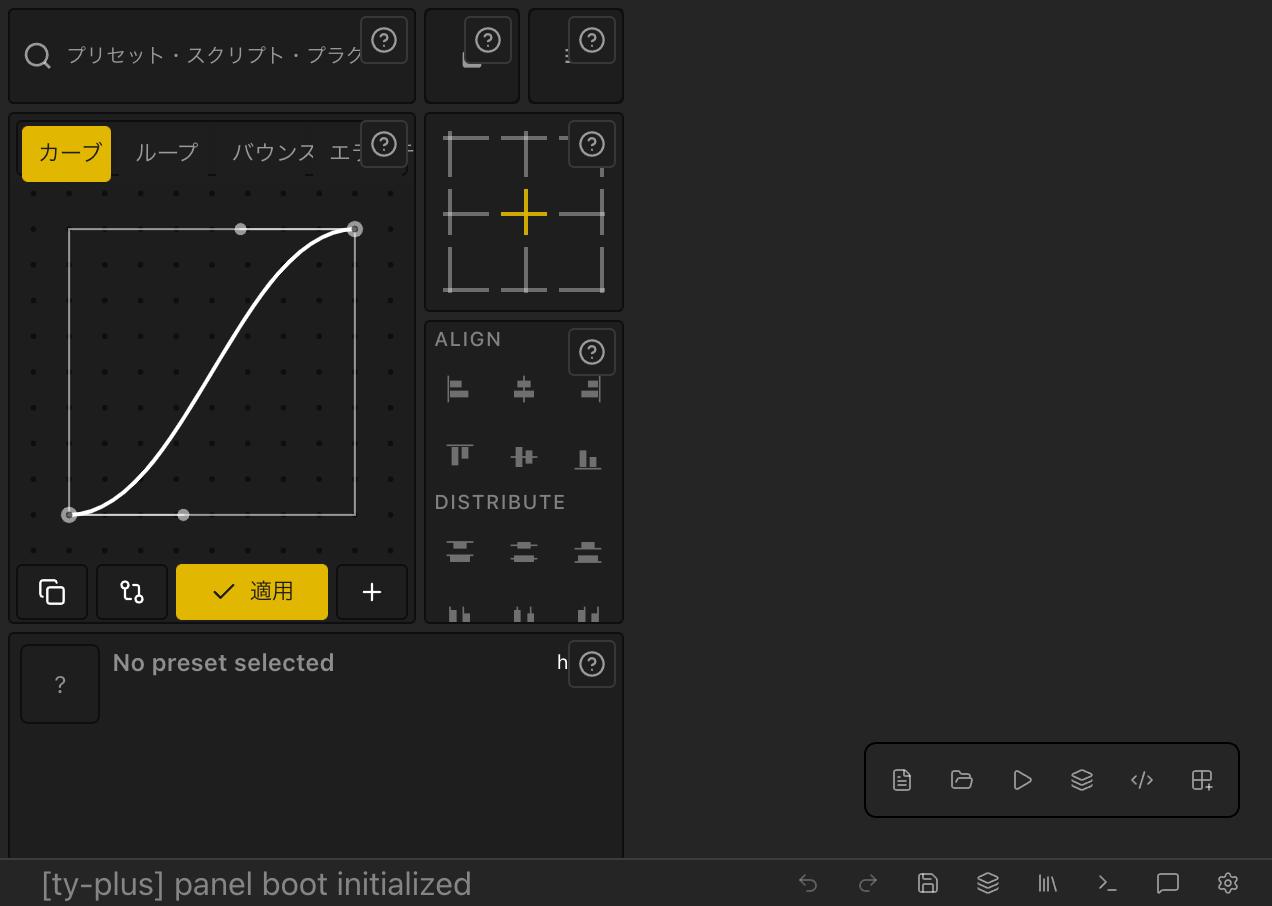 プリセット・スクリプト・プラグ
カーブ
ループ
バウンス
エラ
ALIGN
DISTRIBUTE
適用
?
No preset selected
h
[ty-plus] panel boot initialized